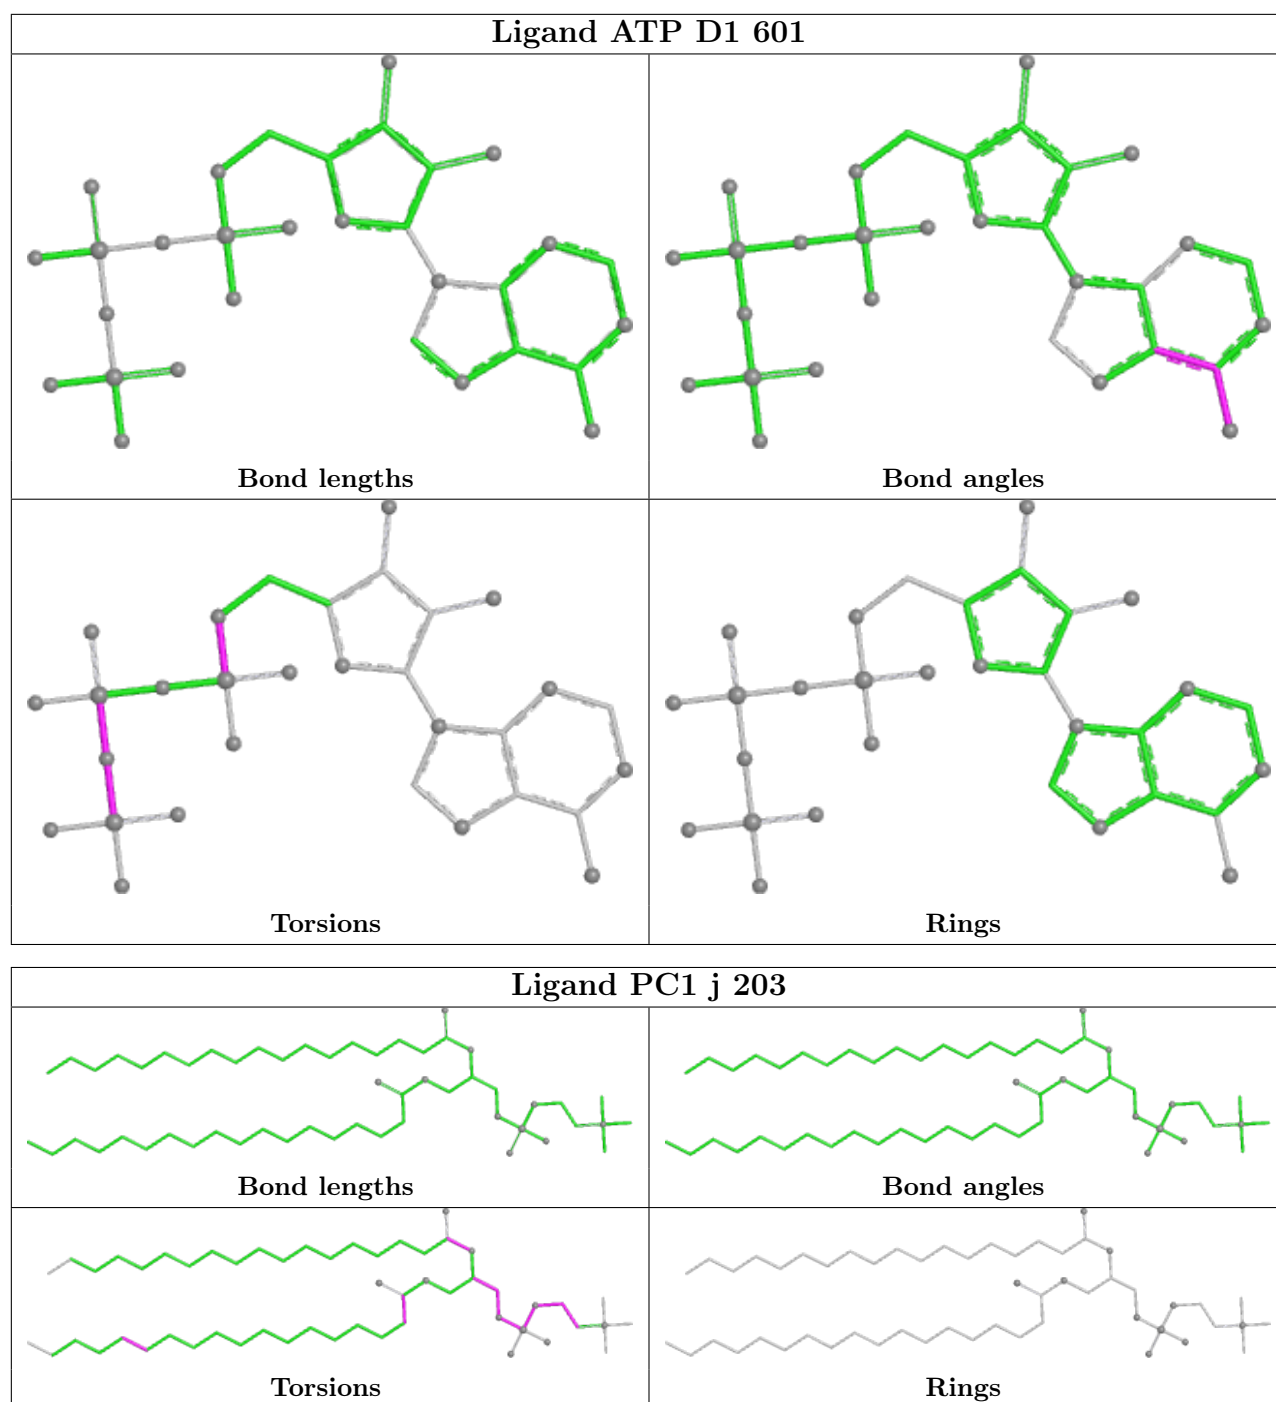 Ligand ATP D1 601
Bond lengths
Bond angles
Torsions
Rings
Ligand PC1 j 203
Bond lengths
Bond angles
Torsions
Rings